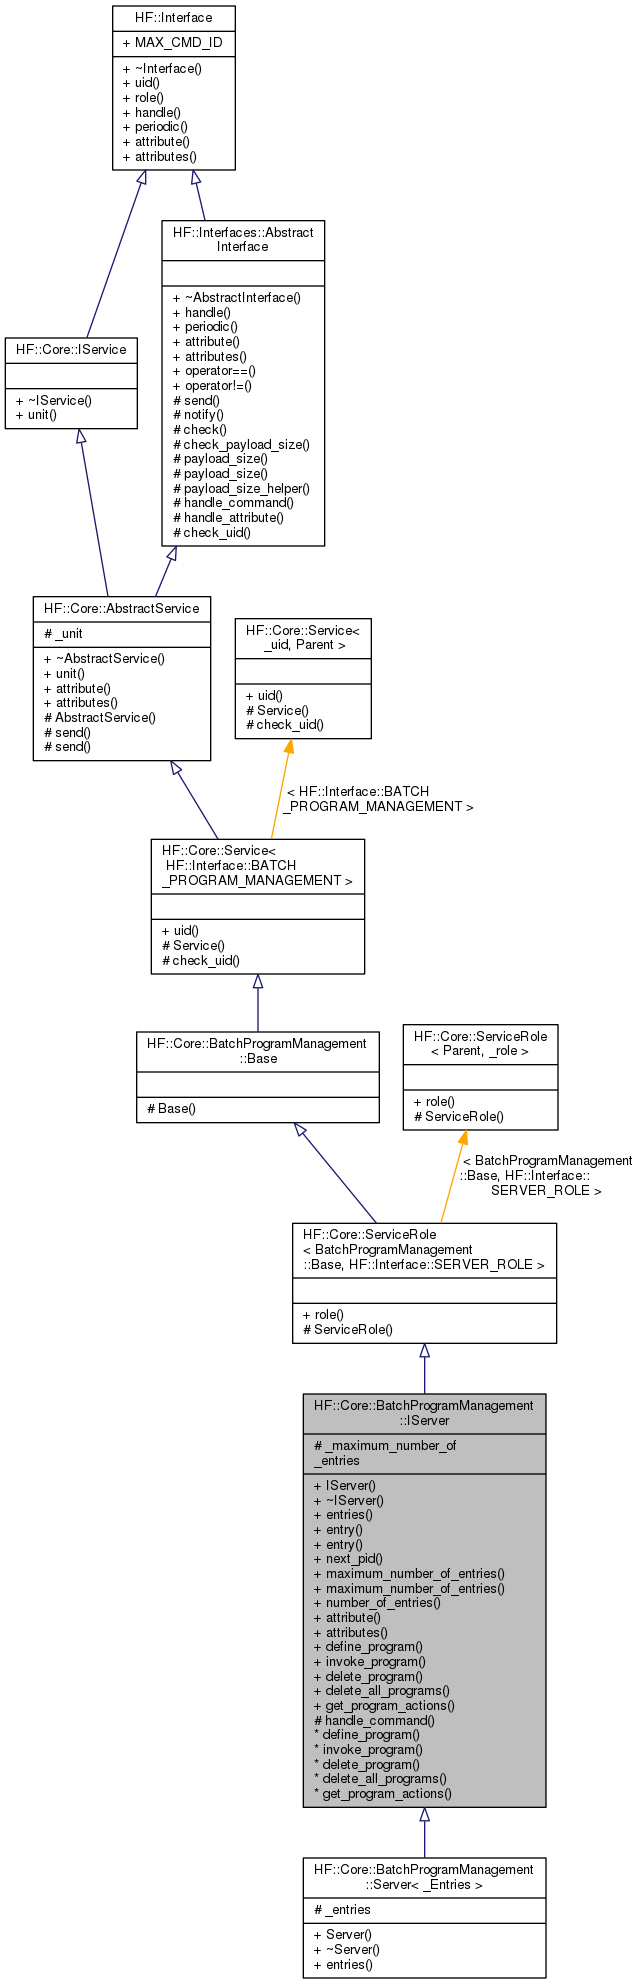 HF::Interface
+ MAX_CMD_ID
+ ~Interface()
+ uid()
+ role()
+ handle()
+ periodic()
+ attribute()
+ attributes()
HF::Interfaces::Abstract
Interface
+ ~AbstractInterface()
+ handle()
+ periodic()
+ attribute()
+ attributes()
+ operator==()
+ operator!=()
# send()
# notify()
# check()
# check_payload_size()
# payload_size()
# payload_size()
# payload_size_helper()
# handle_command()
# handle_attribute()
# check_uid()
HF::Core::IService
+ ~IService()
+ unit()
HF::Core::AbstractService
# _unit
+ ~AbstractService()
+ unit()
+ attribute()
+ attributes()
# AbstractService()
# send()
# send()
HF::Core::Service<
_uid, Parent >
+ uid()
# Service()
# check_uid()
< HF::Interface::BATCH
_PROGRAM_MANAGEMENT >
HF::Core::Service<
HF::Interface::BATCH
_PROGRAM_MANAGEMENT >
+ uid()
# Service()
# check_uid()
HF::Core::BatchProgramManagement
::Base
# Base()
HF::Core::ServiceRole
< Parent, _role >
+ role()
# ServiceRole()
< BatchProgramManagement
::Base, HF::Interface::
SERVER_ROLE >
HF::Core::ServiceRole
< BatchProgramManagement
::Base, HF::Interface::SERVER_ROLE >
+ role()
# ServiceRole()
HF::Core::BatchProgramManagement
::IServer
# _maximum_number_of
_entries
+ IServer()
+ ~IServer()
+ entries()
+ entry()
+ entry()
+ next_pid()
+ maximum_number_of_entries()
+ maximum_number_of_entries()
+ number_of_entries()
+ attribute()
+ attributes()
+ define_program()
+ invoke_program()
+ delete_program()
+ delete_all_programs()
+ get_program_actions()
# handle_command()
* define_program()
* invoke_program()
* delete_program()
* delete_all_programs()
* get_program_actions()
HF::Core::BatchProgramManagement
::Server< _Entries >
# _entries
+ Server()
+ ~Server()
+ entries()